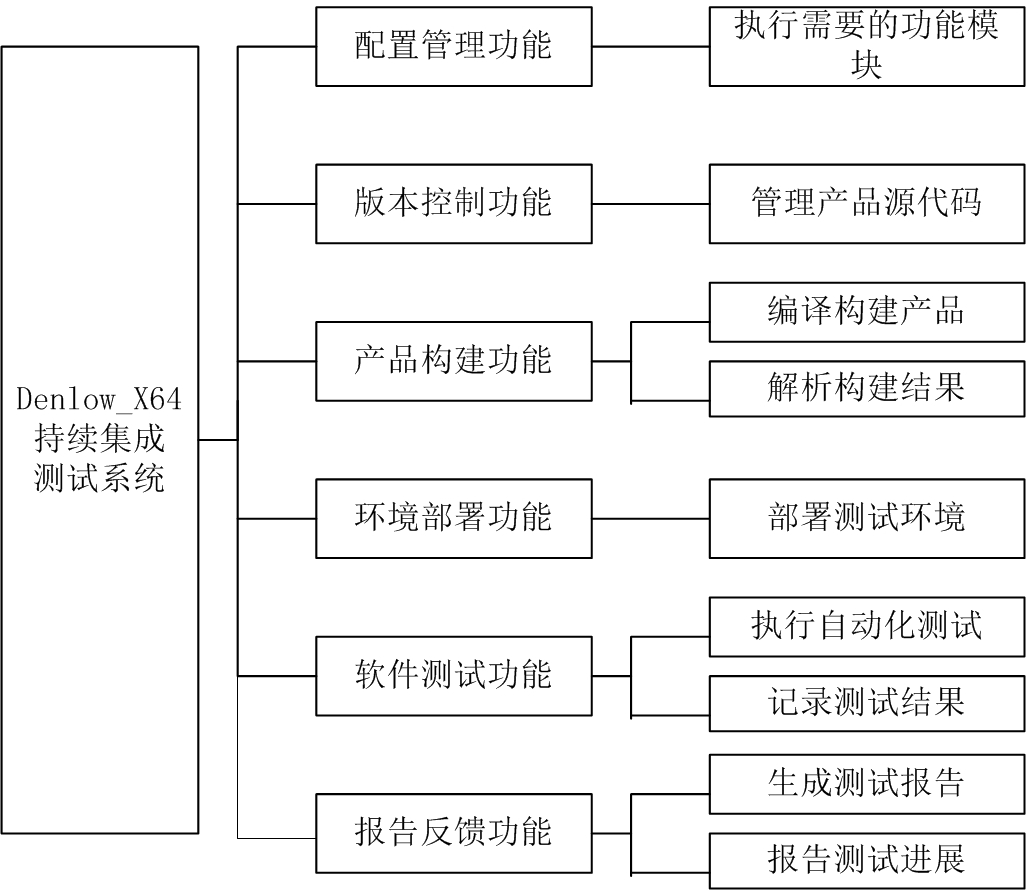 配置管理功能
执行需要的功能模
块
版本控制功能
管理产品源代码
产品构建功能
编译构建产品
解析构建结果
Denlow_X64
持续集成
测试系统
环境部署功能
部署测试环境
软件测试功能
执行自动化测试
记录测试结果
报告反馈功能
生成测试报告
报告测试进展